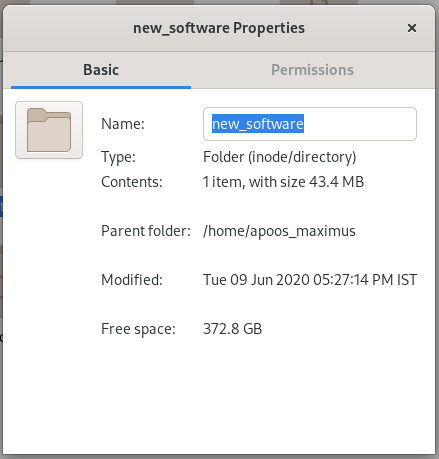 new_software Properties
×
Basic Permissions
Name: new_software
Type: Folder (inode/directory)
Contents: 1 item, with size 43.4 MB
Parent folder: /home/apoos_maximus
Modified: Tue 09 Jun 2020 05:27:14 PM IST
Free space: 372.8 GB